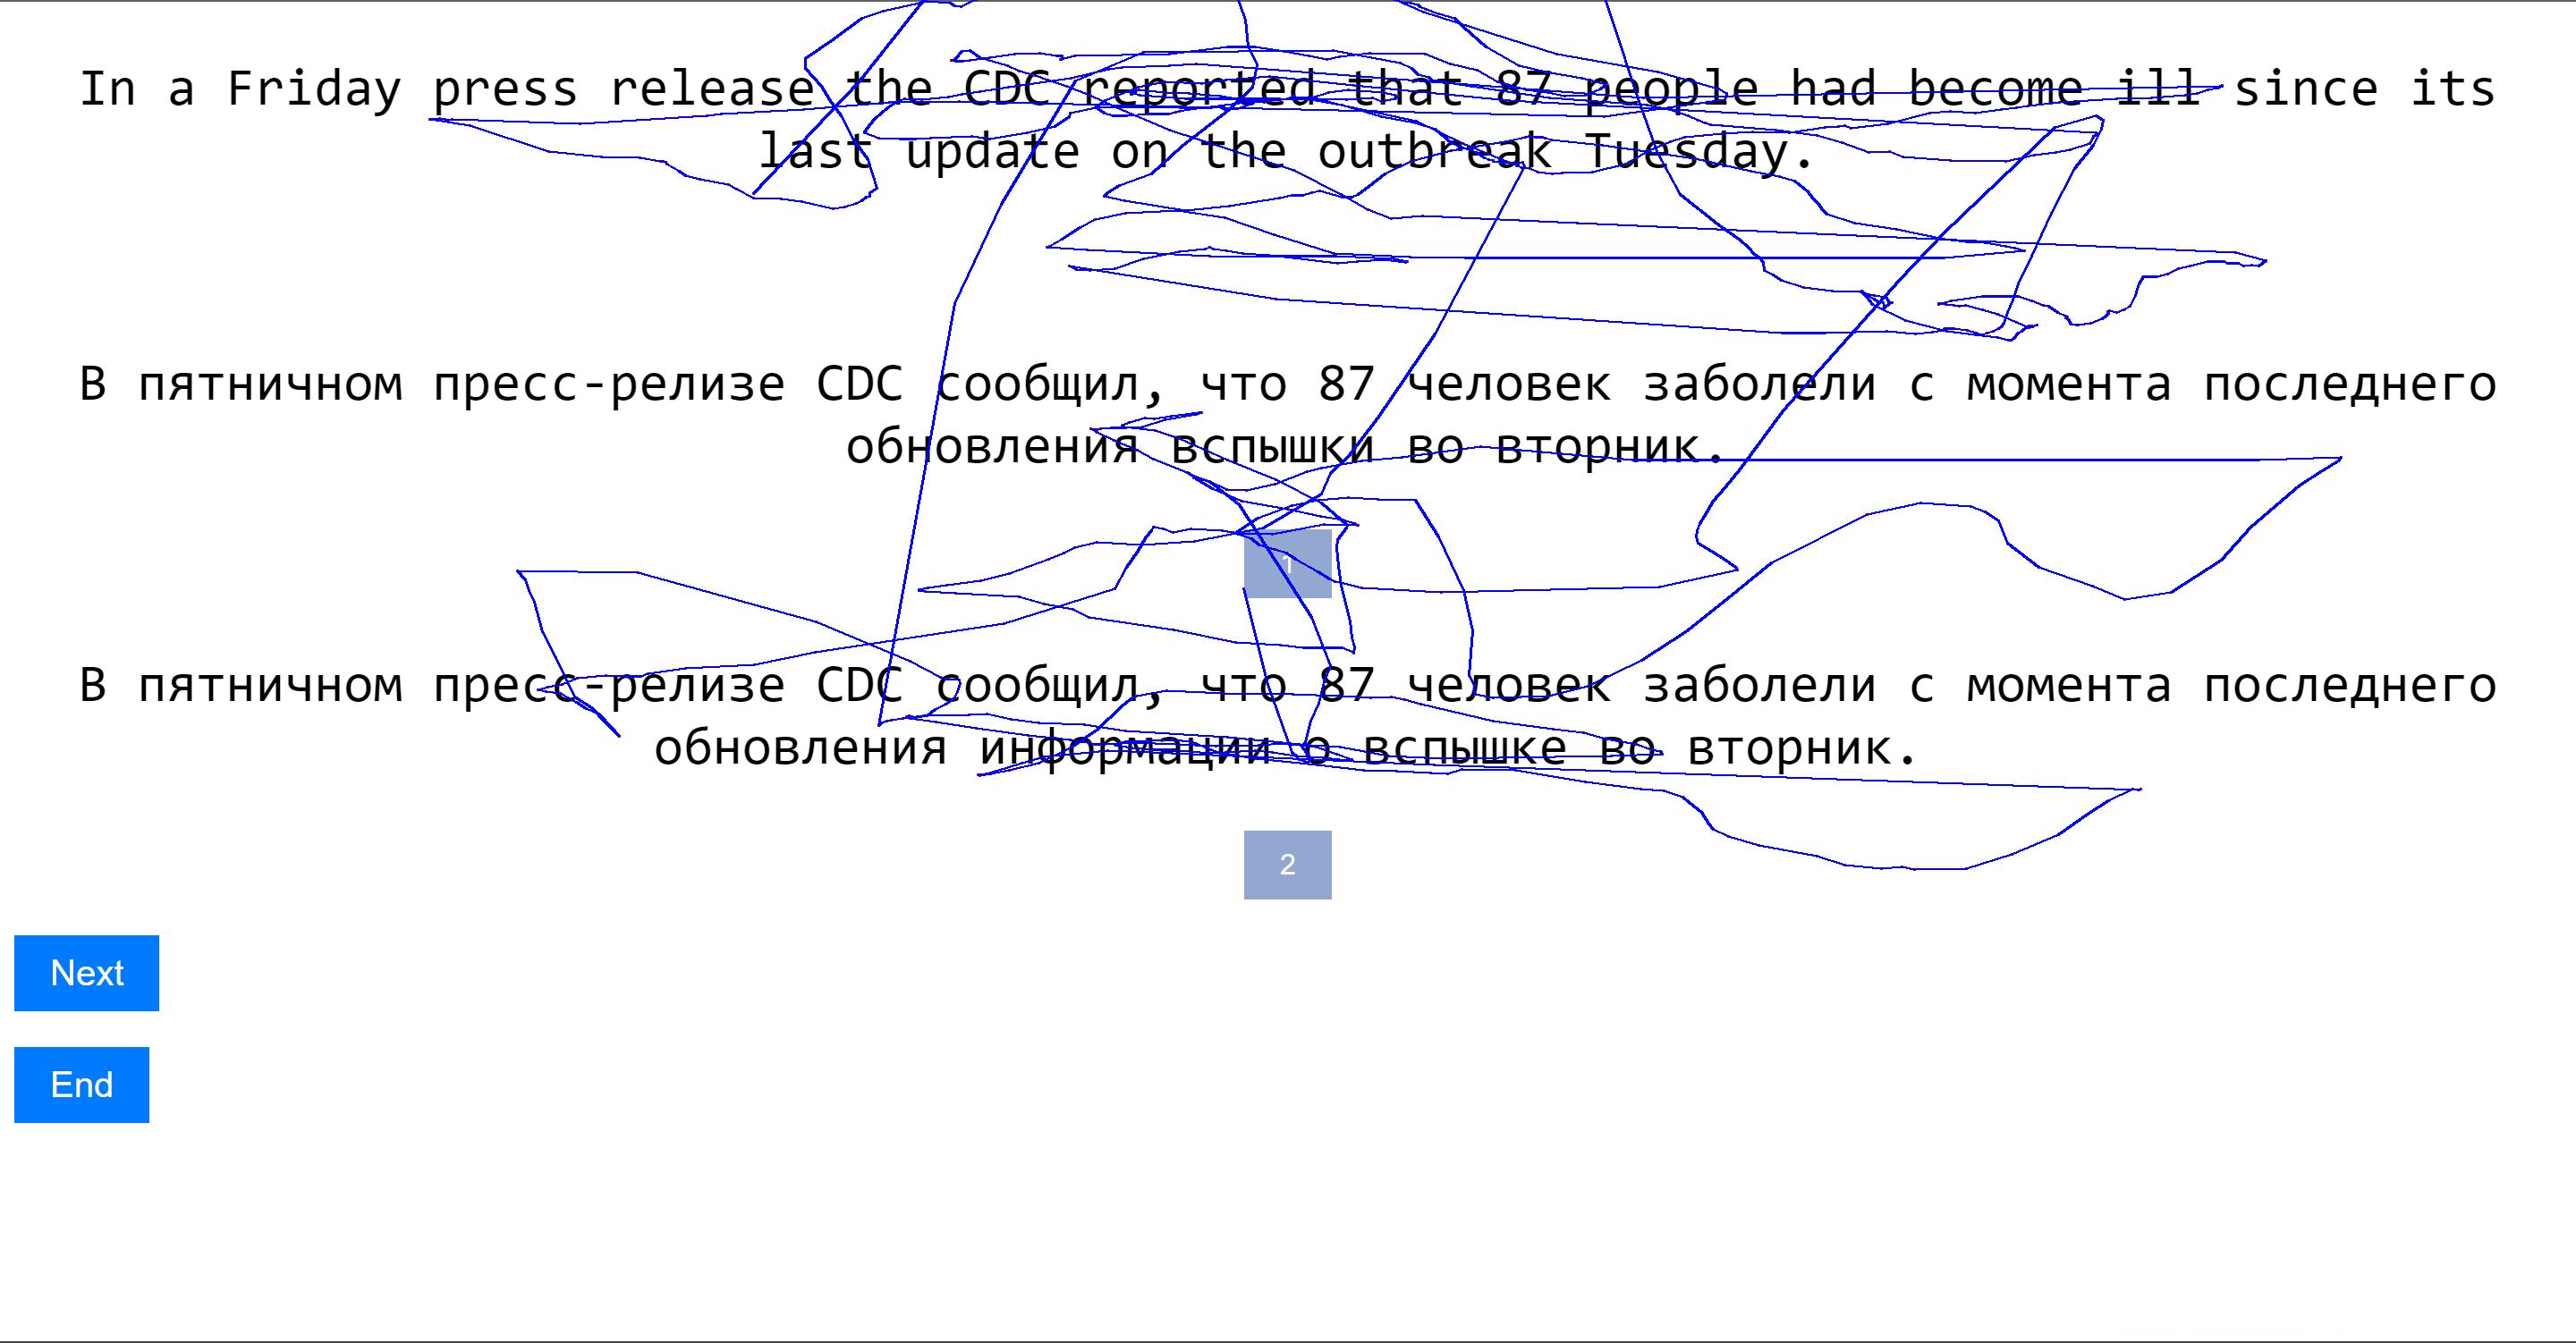 In a Friday press release the CDC reported that 87 people had become ill since its
last update on the outbreak Tuesday.
В пятничном пресс-релизе CDC сообщил, что 87 человек заболели с момента последнего
обновления вспышки во вторник.
1
В пятничном пресс-релизе CDC сообщил, что 87 человек заболели с момента последнего
обновления информации о вспышке во вторник.
2
Next
End